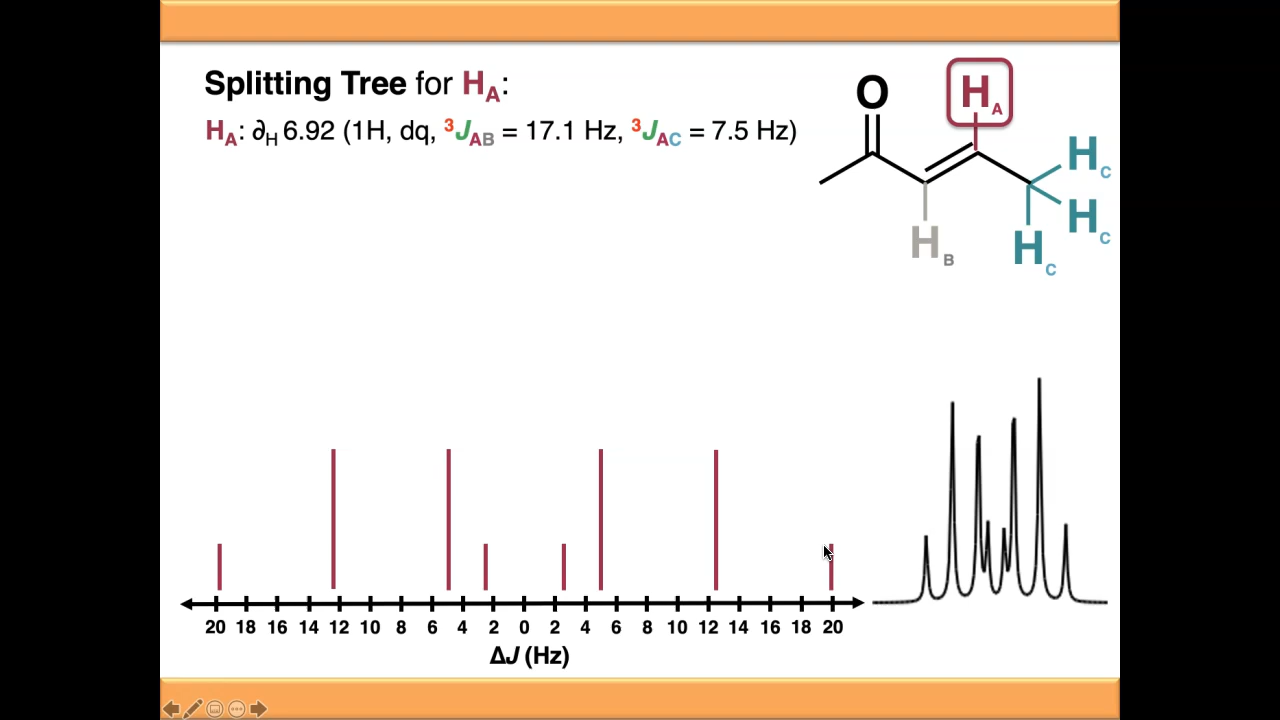 Splitting Tree for HA:
HA: ∂H 6.92 (1H, dq, ³JAB = 17.1 Hz, ³JAC = 7.5 Hz)
O
HA
HC
HC
HB
HC
20 18 16 14 12 10 8 6 4 2 0 2 4 6 8 10 12 14 16 18 20
ΔJ (Hz)